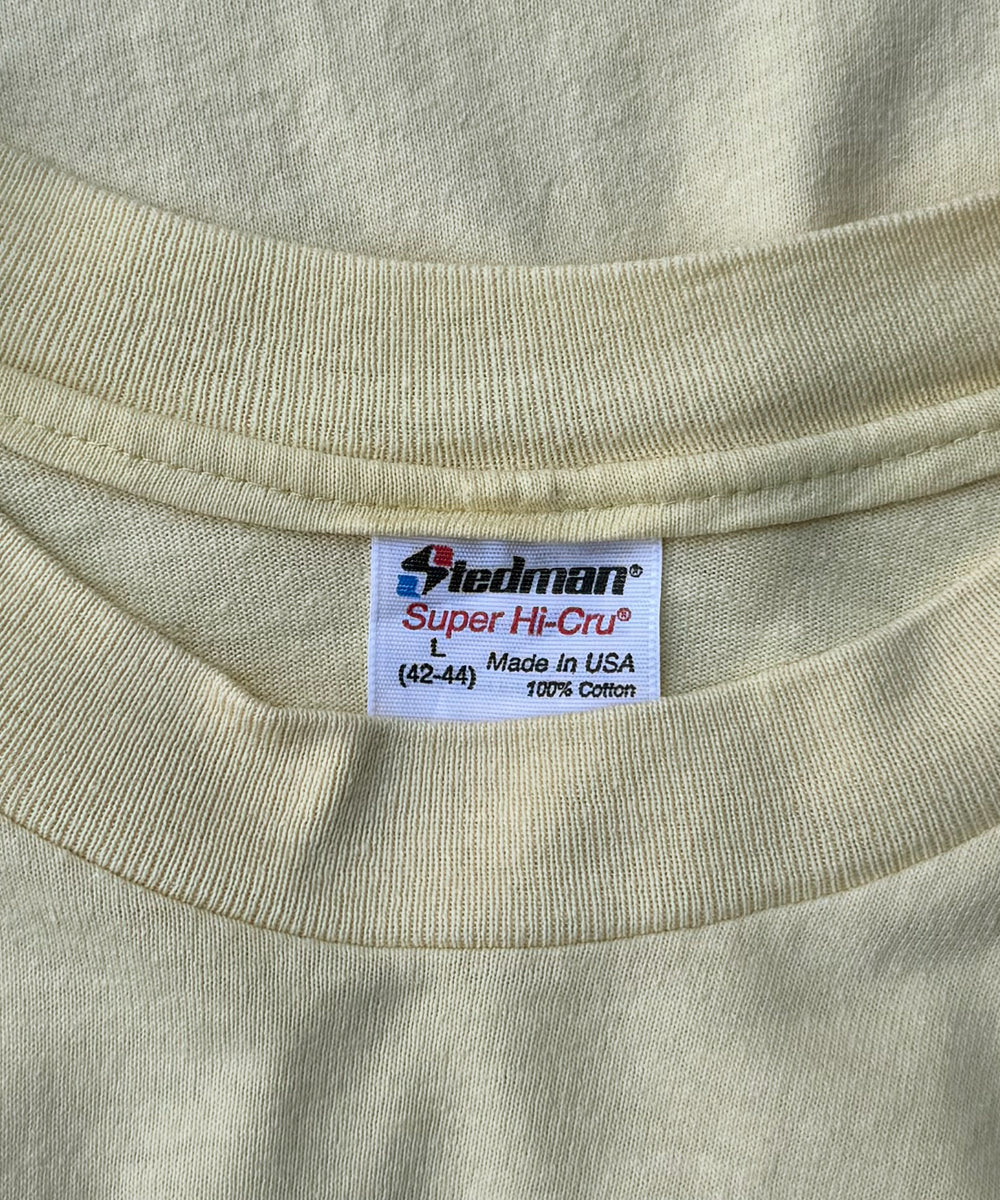 Stedman®
Super Hi-Cru®
L
(42-44)
Made In USA
100% Cotton